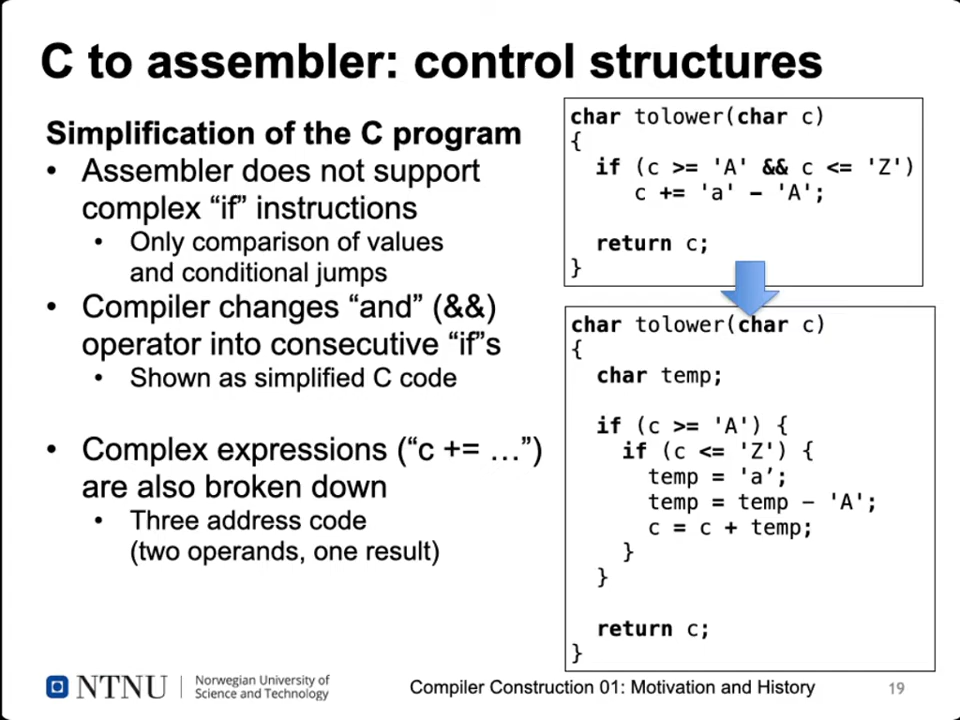 C to assembler: control structures
Simplification of the C program
• Assembler does not support
complex “if” instructions
• Only comparison of values
and conditional jumps
• Compiler changes “and” (&&)
operator into consecutive “if”s
• Shown as simplified C code
• Complex expressions (“c += …”)
are also broken down
• Three address code
(two operands, one result)
char tolower(char c)
{
  if (c >= 'A' && c <= 'Z')
     c += 'a' – 'A';
  return c;
}
char tolower(char c)
{
  char temp;
  if (c >= 'A') {
    if (c <= 'Z') {
      temp = 'a’;
      temp = temp – 'A';
      c = c + temp;
    }
  }
  return c;
}
NTNU
Norwegian University of
Science and Technology
Compiler Construction 01: Motivation and History
19